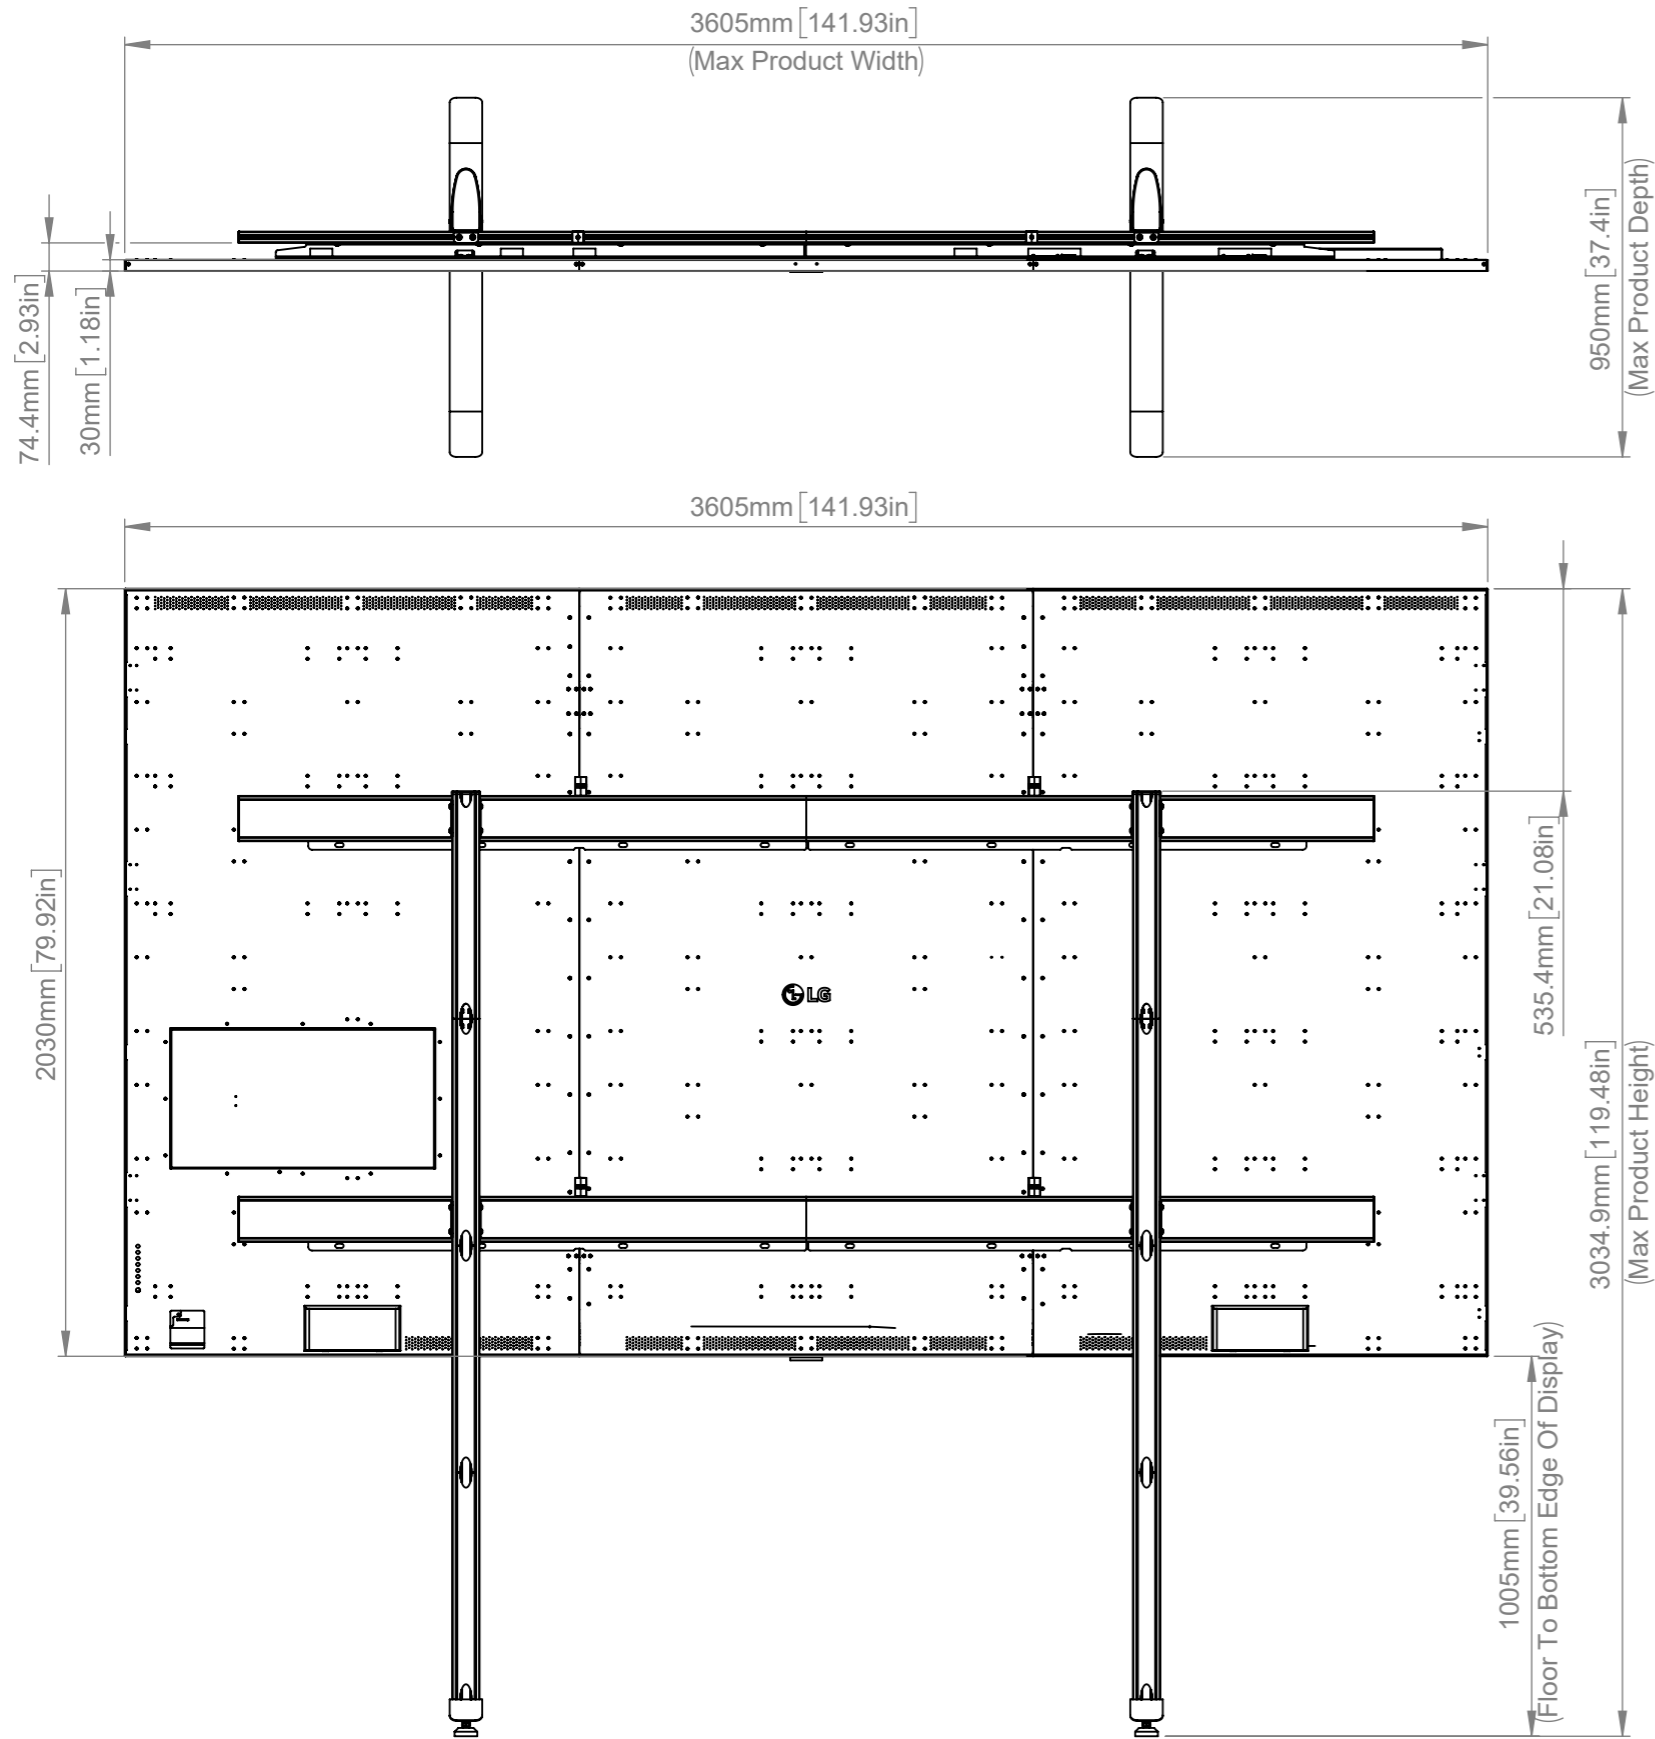 3605mm[141.93in]
(Max Product Width)
950mm[37.4in]
(Max Product Depth)
74.4mm[2.93in]
30mm[1.18in]
3605mm[141.93in]
2030mm[79.92in]
535.4mm[21.08in]
3034.9mm[119.48in]
(Max Product Height)
LG
1005mm[39.56in]
(Floor To Bottom Edge Of Display)